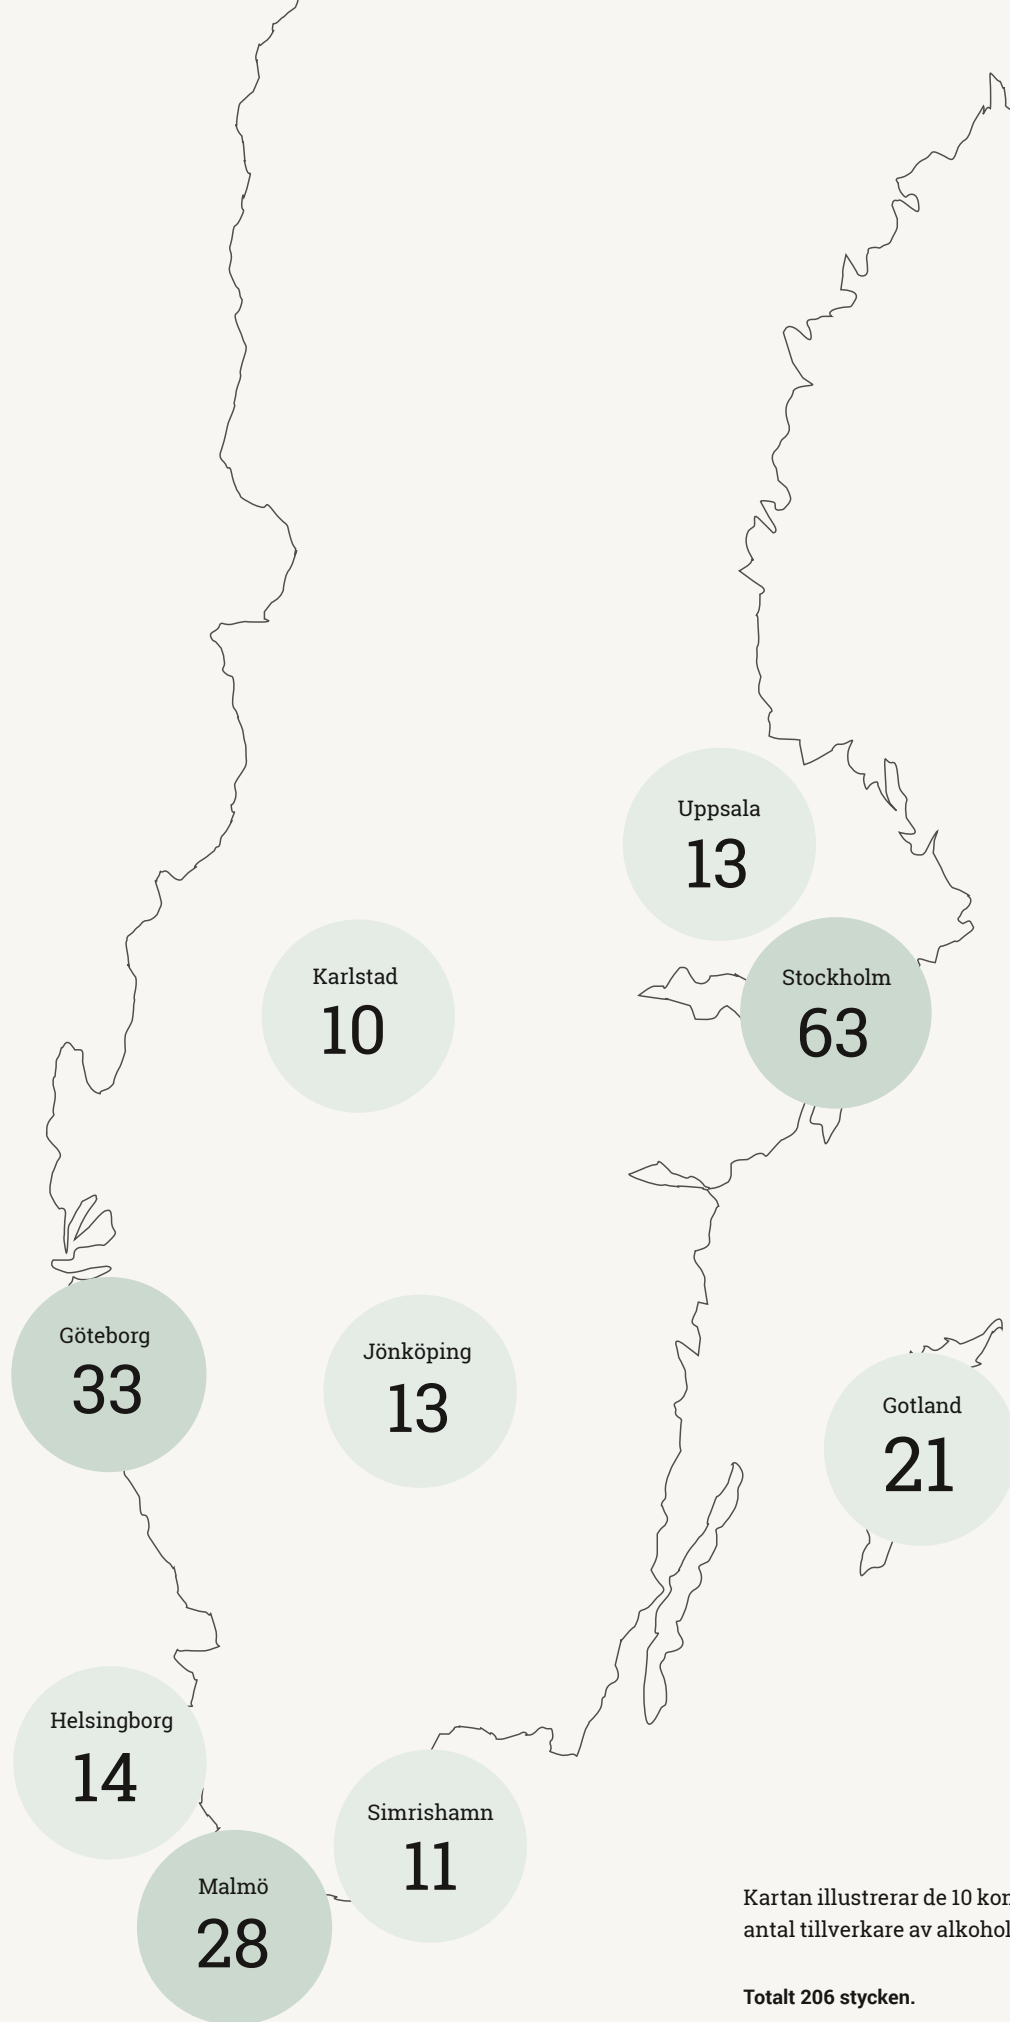 Uppsala
13
Karlstad
10
Stockholm
63
Göteborg
33
Jönköping
13
Gotland
21
Helsingborg
14
Simrishamn
11
Malmö
28
Kartan illustrerar de 10
antal tillverkare av
Totalt 206 stycken.